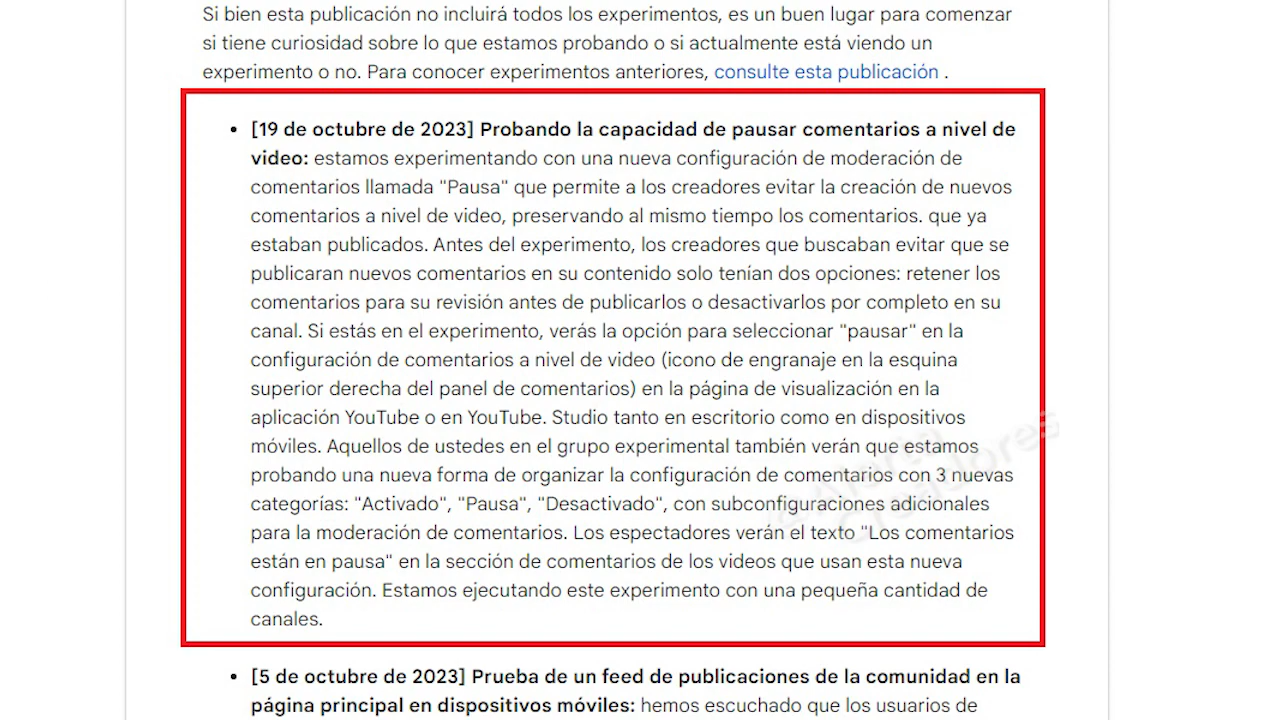 Si bien esta publicación no incluirá todos los experimentos, es un buen lugar para comenzar
si tiene curiosidad sobre lo que estamos probando o si actualmente está viendo un
experimento o no. Para conocer experimentos anteriores, consulte esta publicación .
• [19 de octubre de 2023] Probando la capacidad de pausar comentarios a nivel de
video: estamos experimentando con una nueva configuración de moderación de
comentarios llamada "Pausa" que permite a los creadores evitar la creación de nuevos
comentarios a nivel de video, preservando al mismo tiempo los comentarios. que ya
estaban publicados. Antes del experimento, los creadores que buscaban evitar que se
publicaran nuevos comentarios en su contenido solo tenían dos opciones: retener los
comentarios para su revisión antes de publicarlos o desactivarlos por completo en su
canal. Si estás en el experimento, verás la opción para seleccionar "pausar" en la
configuración de comentarios a nivel de video (icono de engranaje en la esquina
superior derecha del panel de comentarios) en la página de visualización en la
aplicación YouTube o en YouTube. Studio tanto en escritorio como en dispositivos
móviles. Aquellos de ustedes en el grupo experimental también verán que estamos
probando una nueva forma de organizar la configuración de comentarios con 3 nuevas
categorías: "Activado", "Pausa", "Desactivado", con subconfiguraciones adicionales
para la moderación de comentarios. Los espectadores verán el texto "Los comentarios
están en pausa" en la sección de comentarios de los videos que usan esta nueva
configuración. Estamos ejecutando este experimento con una pequeña cantidad de
canales.
• [5 de octubre de 2023] Prueba de un feed de publicaciones de la comunidad en la
página principal en dispositivos móviles: hemos escuchado que los usuarios de